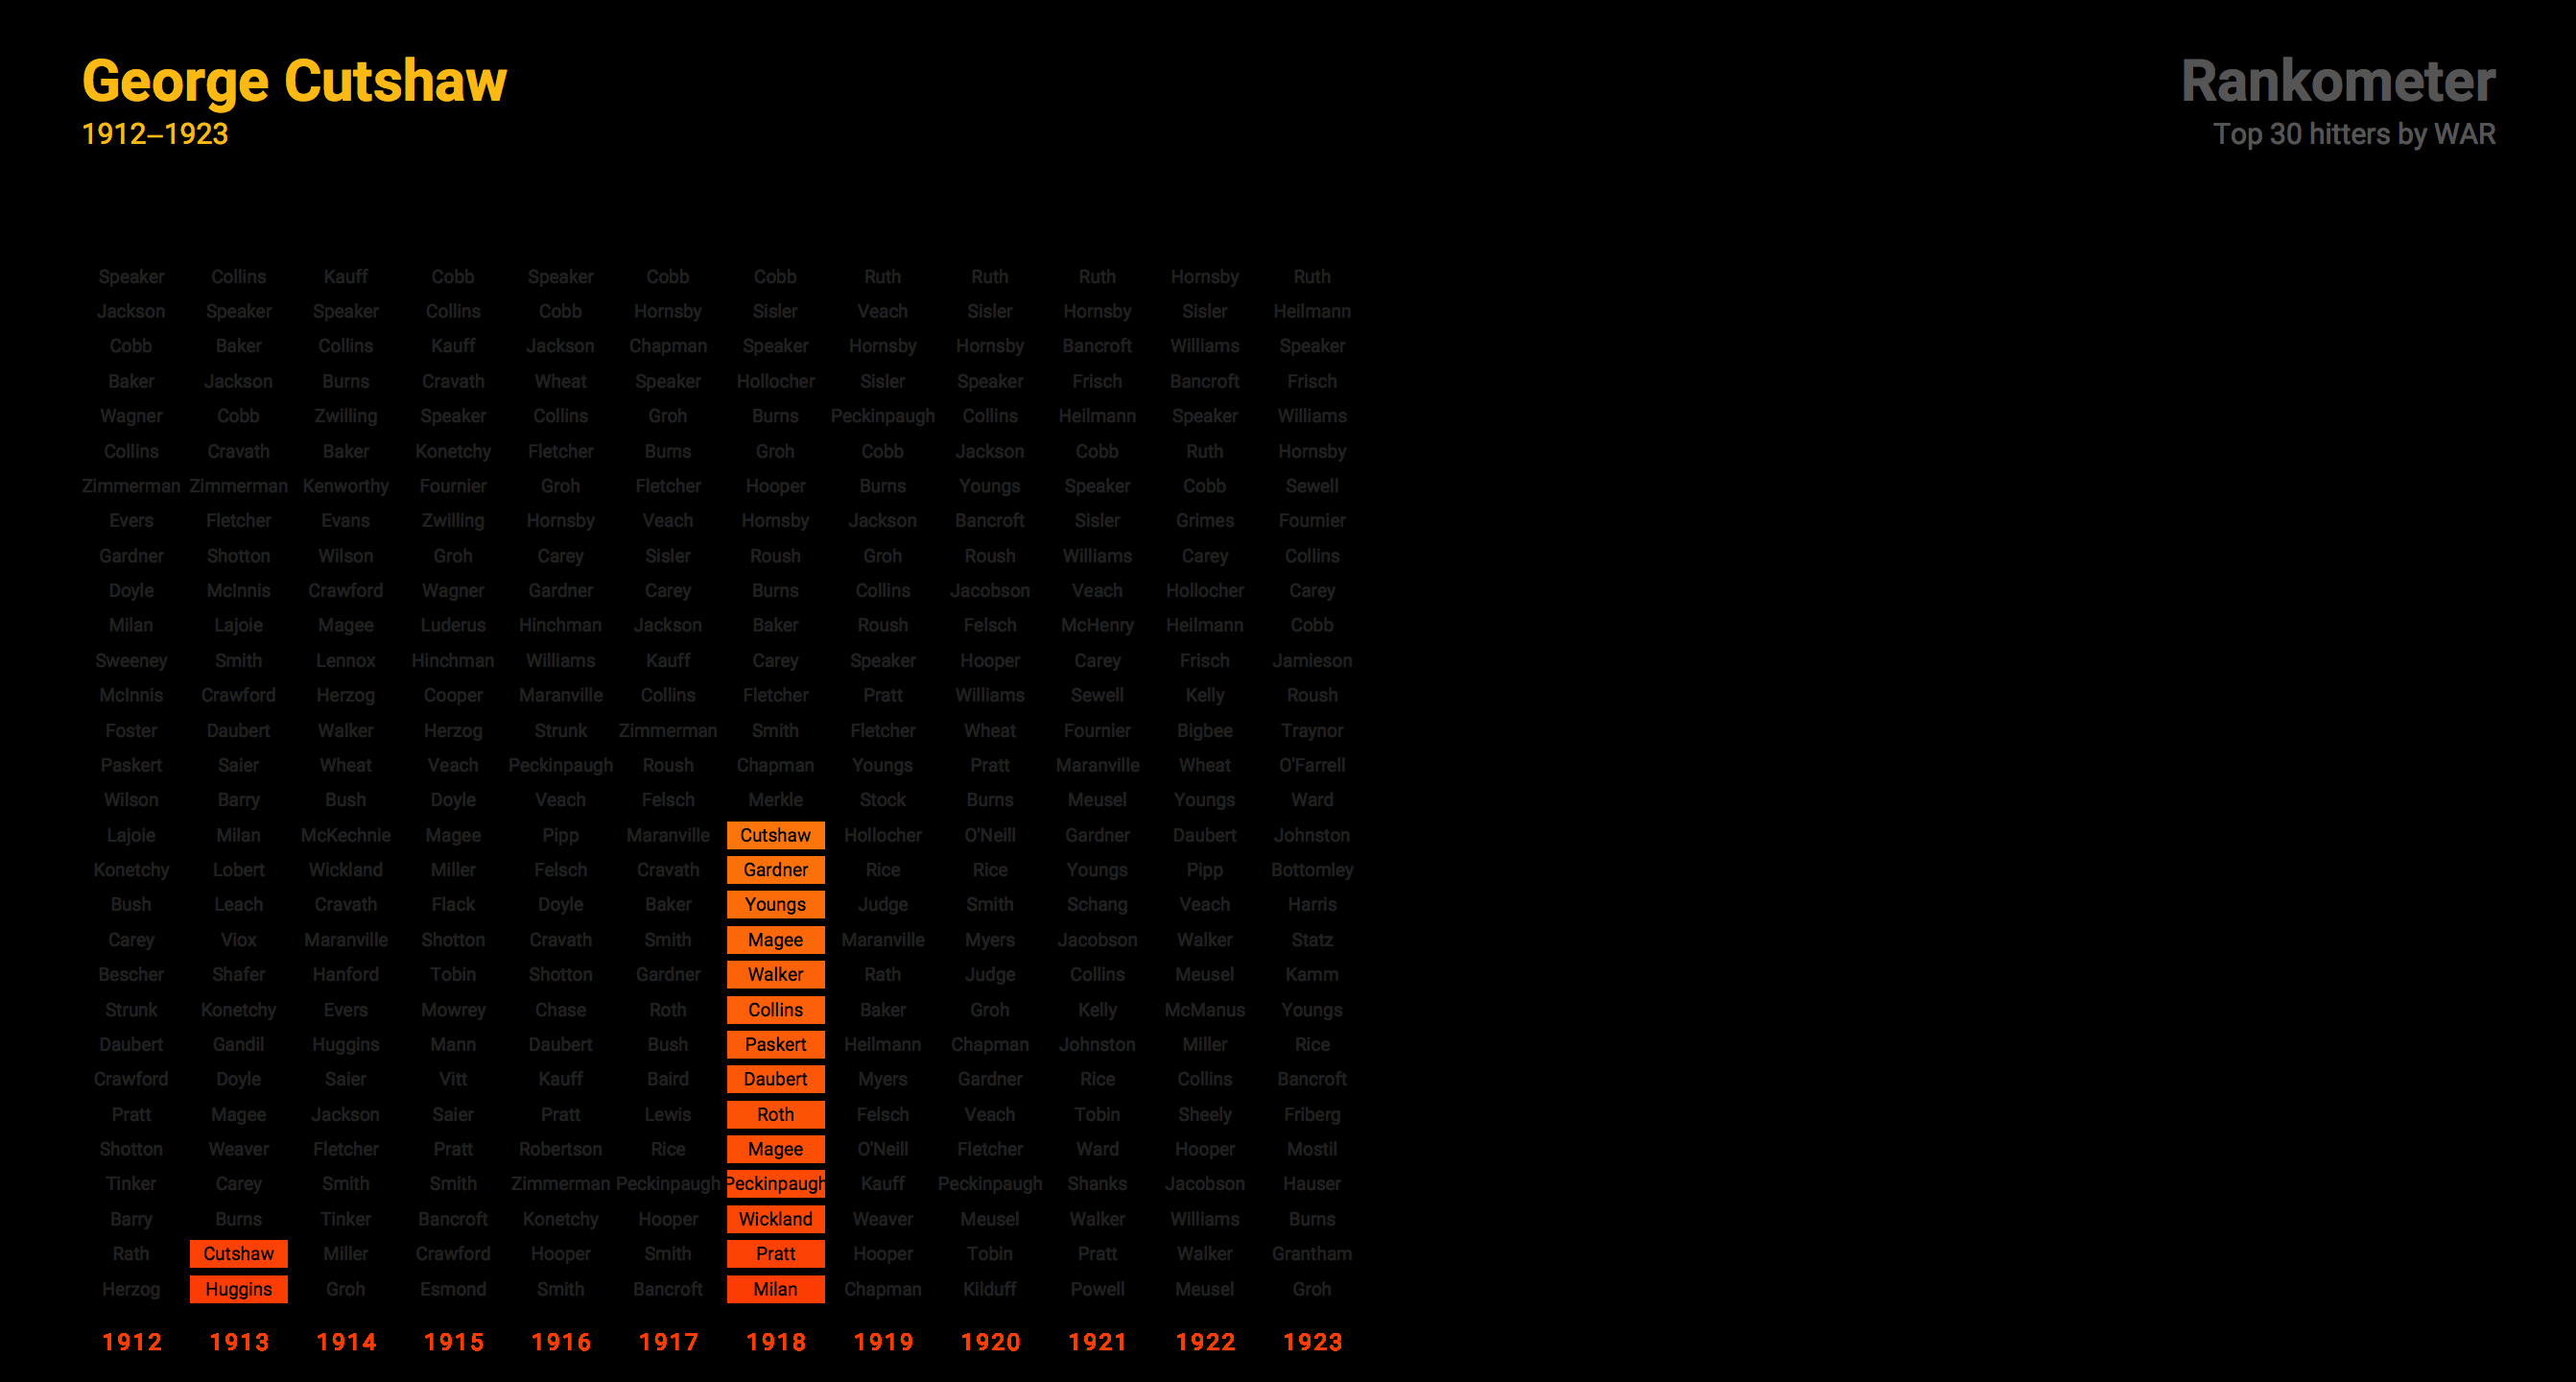 George Cutshaw
1912–1923
Rankometer
Top 30 hitters by WAR
Speaker Collins Kauff Cobb Speaker Cobb Cobb Ruth Ruth Ruth Hornsby Ruth
Jackson Speaker Speaker Collins Cobb Hornsby Sisler Veach Sisler Hornsby Sisler Heilmann
Cobb Baker Collins Kauff Jackson Chapman Speaker Hornsby Hornsby Bancroft Williams Speaker
Baker Jackson Burns Cravath Wheat Speaker Hollocher Sisler Speaker Frisch Bancroft Frisch
Wagner Cobb Zwilling Speaker Collins Groh Burns Peckinpaugh Collins Heilmann Speaker Williams
Collins Cravath Baker Konetchy Fletcher Burns Groh Cobb Jackson Cobb Ruth Hornsby
Zimmerman Zimmerman Kenworthy Fournier Groh Fletcher Hooper Burns Youngs Speaker Cobb Sewell
Evers Fletcher Evans Zwilling Hornsby Veach Hornsby Jackson Bancroft Sisler Grimes Fournier
Gardner Shotton Wilson Groh Carey Sisler Roush Groh Roush Williams Carey Collins
Doyle McInnis Crawford Wagner Gardner Carey Burns Collins Jacobson Veach Hollocher Carey
Milan Lajoie Magee Luderus Hinchman Jackson Baker Roush Felsch McHenry Heilmann Cobb
Sweeney Smith Lennox Hinchman Williams Kauff Carey Speaker Hooper Carey Frisch Jamieson
McInnis Crawford Herzog Cooper Maranville Collins Fletcher Pratt Williams Sewell Kelly Roush
Foster Daubert Walker Herzog Strunk Zimmerman Smith Fletcher Wheat Fournier Bigbee Traynor
Paskert Saier Wheat Veach Peckinpaugh Roush Chapman Youngs Pratt Maranville Wheat O'Farrell
Wilson Barry Bush Doyle Veach Felsch Merkle Stock Burns Meusel Youngs Ward
Lajoie Milan McKechnie Magee Pipp Maranville Cutshaw Hollocher O'Neill Gardner Daubert Johnston
Konetchy Lobert Wickland Miller Felsch Cravath Gardner Rice Rice Youngs Pipp Bottomley
Bush Leach Cravath Flack Doyle Baker Youngs Judge Smith Schang Veach Harris
Carey Viox Maranville Shotton Cravath Smith Magee Maranville Myers Jacobson Walker Statz
Bescher Shafer Hanford Tobin Shotton Gardner Walker Rath Judge Collins Meusel Kamm
Strunk Konetchy Evers Mowrey Chase Roth Collins Baker Groh Kelly McManus Youngs
Daubert Gandil Huggins Mann Daubert Bush Paskert Heilmann Chapman Johnston Miller Rice
Crawford Doyle Saier Vitt Kauff Baird Daubert Myers Gardner Rice Collins Bancroft
Pratt Magee Jackson Saier Pratt Lewis Roth Felsch Veach Tobin Sheely Friberg
Shotton Weaver Fletcher Pratt Robertson Rice Magee O'Neill Fletcher Ward Hooper Mostil
Tinker Carey Smith Smith Zimmerman Peckinpaugh Peckinpaugh Kauff Peckinpaugh Shanks Jacobson Hauser
Barry Burns Tinker Bancroft Konetchy Hooper Wickland Weaver Meusel Walker Williams Burns
Rath Cutshaw Miller Crawford Hooper Smith Pratt Hooper Tobin Pratt Walker Grantham
Herzog Huggins Groh Esmond Smith Bancroft Milan Chapman Kilduff Powell Meusel Groh
1912 1913 1914 1915 1916 1917 1918 1919 1920 1921 1922 1923